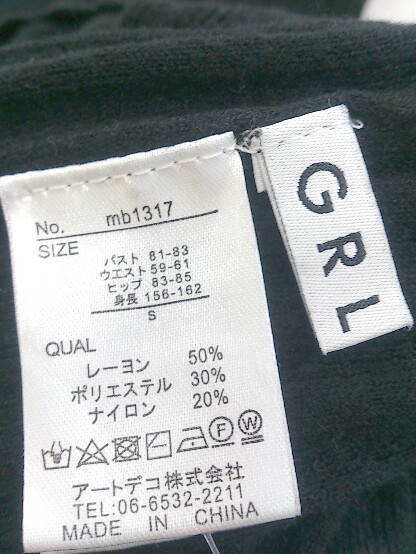 No. mb1317
SIZE
バスト 81-83
ウエスト 59-61
ヒップ 83-85
身長 156-162
S
QUAL
レーヨン 50%
ポリエステル 30%
ナイロン 20%
F W
アートデコ株式会社
TEL:06-6532-2211
MADE IN CHINA
GRL